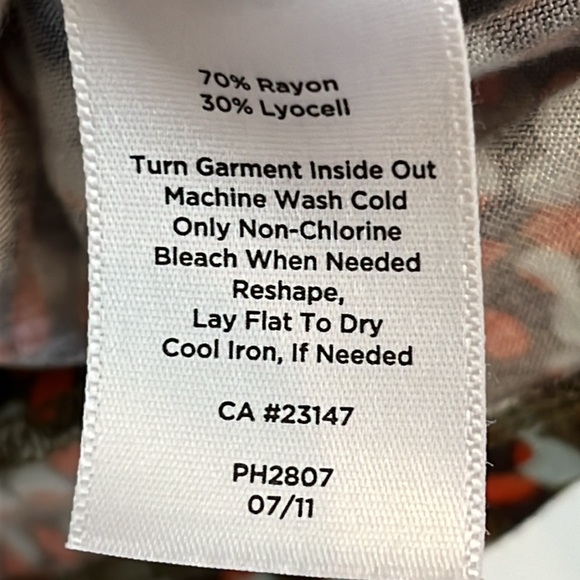 70% Rayon
30% Lyocell
Turn Garment Inside Out
Machine Wash Cold
Only Non-Chlorine
Bleach When Needed
Reshape,
Lay Flat To Dry
Cool Iron, If Needed
CA #23147
PH2807
07/11